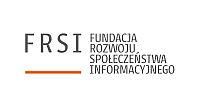 FRSI
FUNDACJA
ROZWOJU
SPOŁECZEŃSTWA
INFORMACYJNEGO